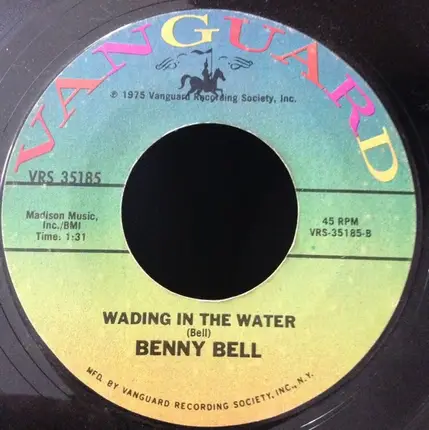 VANGUARD
℗ 1975 Vanguard Recording Society, Inc.
VRS 35185
Madison Music,
Inc./BMI
Time: 1:31
45 RPM
VRS-35185-B
WADING IN THE WATER
(Bell)
BENNY BELL
MFD. BY VANGUARD RECORDING SOCIETY, INC., N.Y.